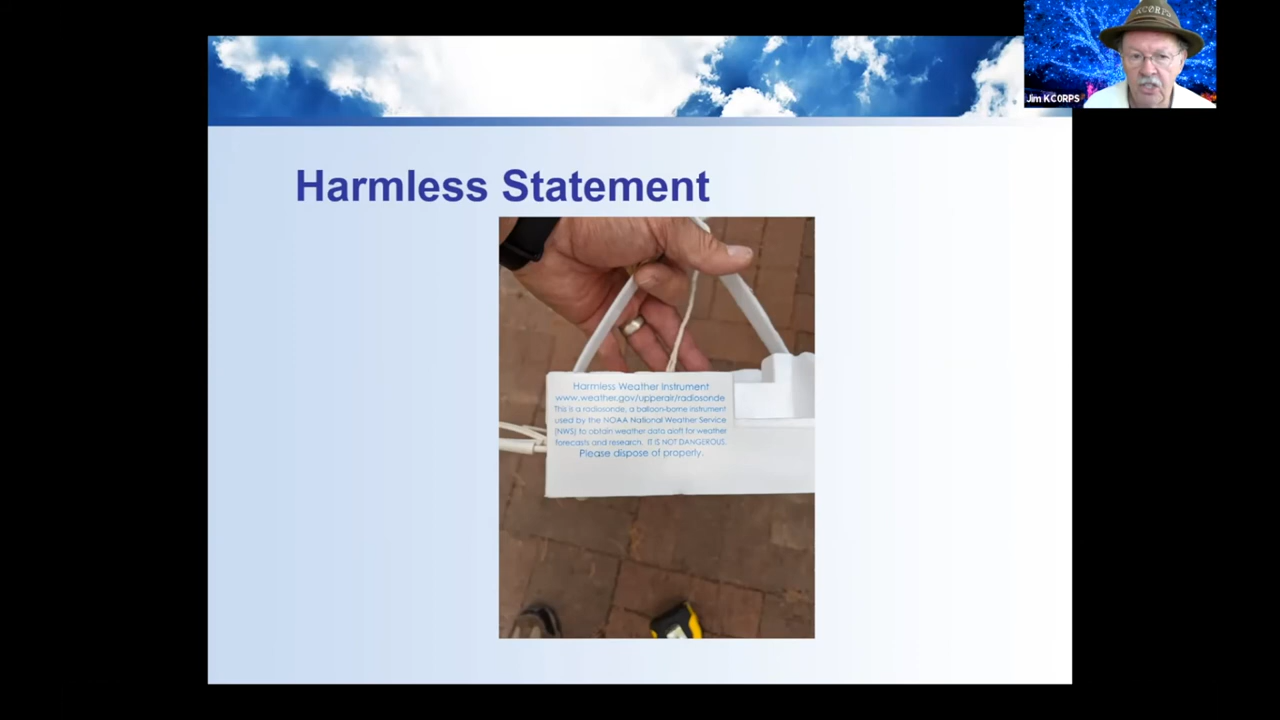 KC0RPS
Jim KC0RPS
Harmless Statement
Harmless Weather Instrument
www.weather.gov/upperair/radiosonde
This is a radiosonde, a balloon-borne instrument
used by the NOAA National Weather Service
(NWS) to obtain weather data aloft for weather
forecasts and research. IT IS NOT DANGEROUS.
Please dispose of properly.